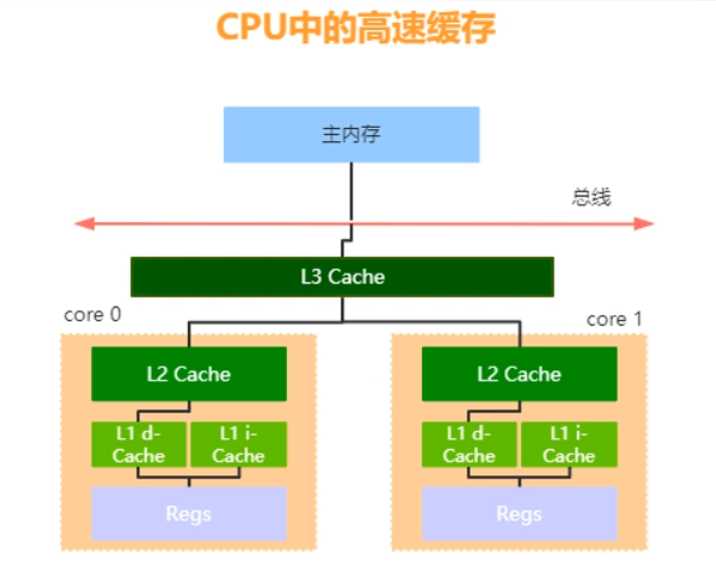 CPU中的高速缓存
主内存
总线
L3 Cache
core 0
core 1
L2 Cache
L2 Cache
L1 d-
Cache
L1 i-
Cache
L1 d-
Cache
L1 i-
Cache
Regs
Regs